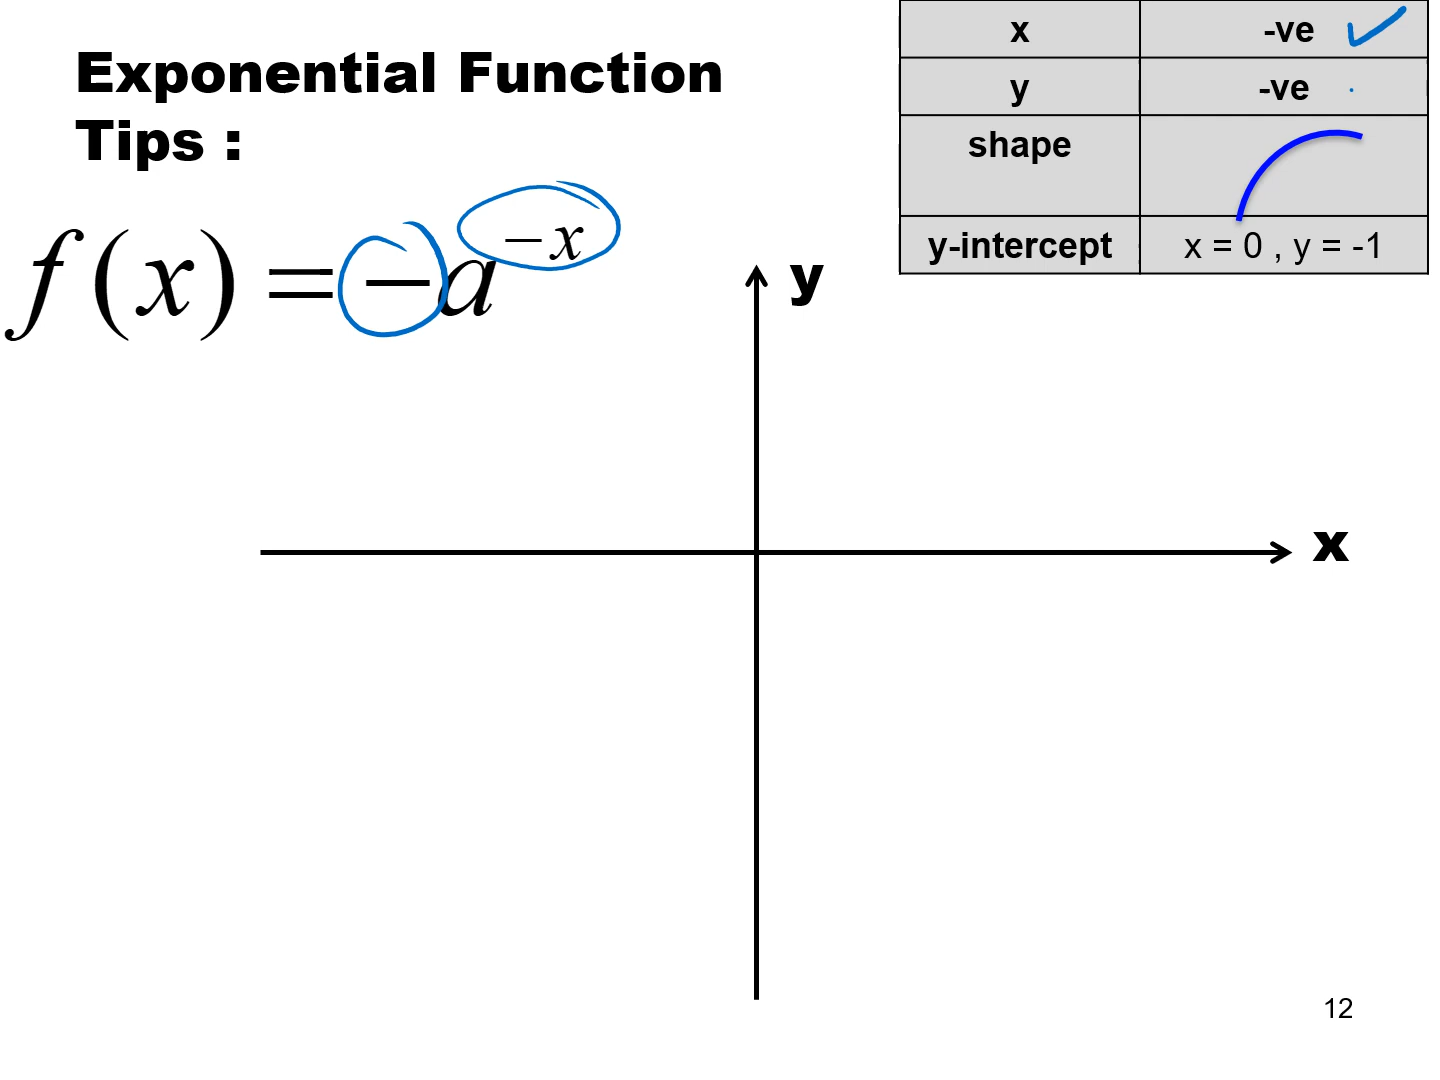 Exponential Function
Tips :
f(x) = −a^{−x}
x -ve ✓
y -ve
shape
y-intercept x = 0 , y = -1
y
x
12